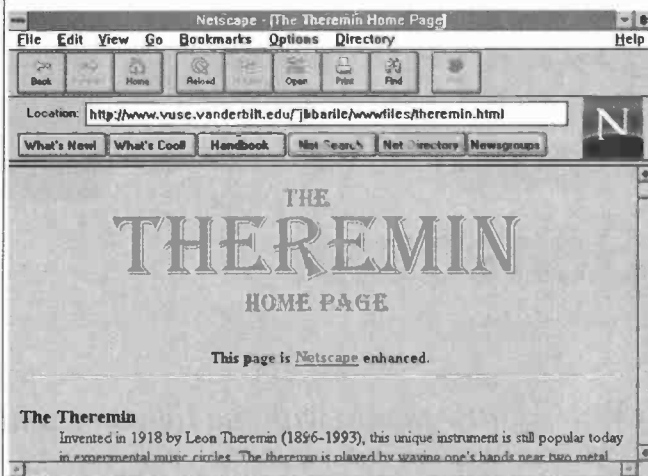 Netscape - [The Theremin Home Page]
File Edit View Go Bookmarks Options Directory Help
Back Home Reload Open Print Find
Location: http://www.vuse.vanderbilt.edu/~jbbarile/wwwfiles/theremin.html
N
What's New! What's Cool! Handbook Net Search Net Directory Newsgroups
THE
THEREMIN
HOME PAGE
This page is Netscape enhanced.
The Theremin
Invented in 1918 by Leon Theremin (1896-1993), this unique instrument is still popular today
in experimental music circles. The theremin is played by waving one's hands near two metal